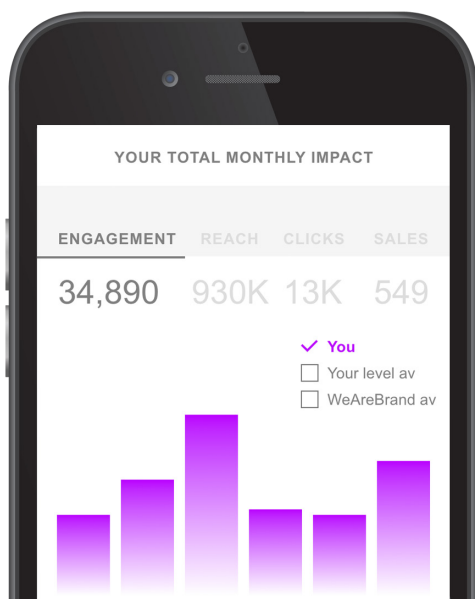 YOUR TOTAL MONTHLY IMPACT
ENGAGEMENT REACH CLICKS SALES
34,890 930K 13K 549
You
Your level av
WeAreBrand av